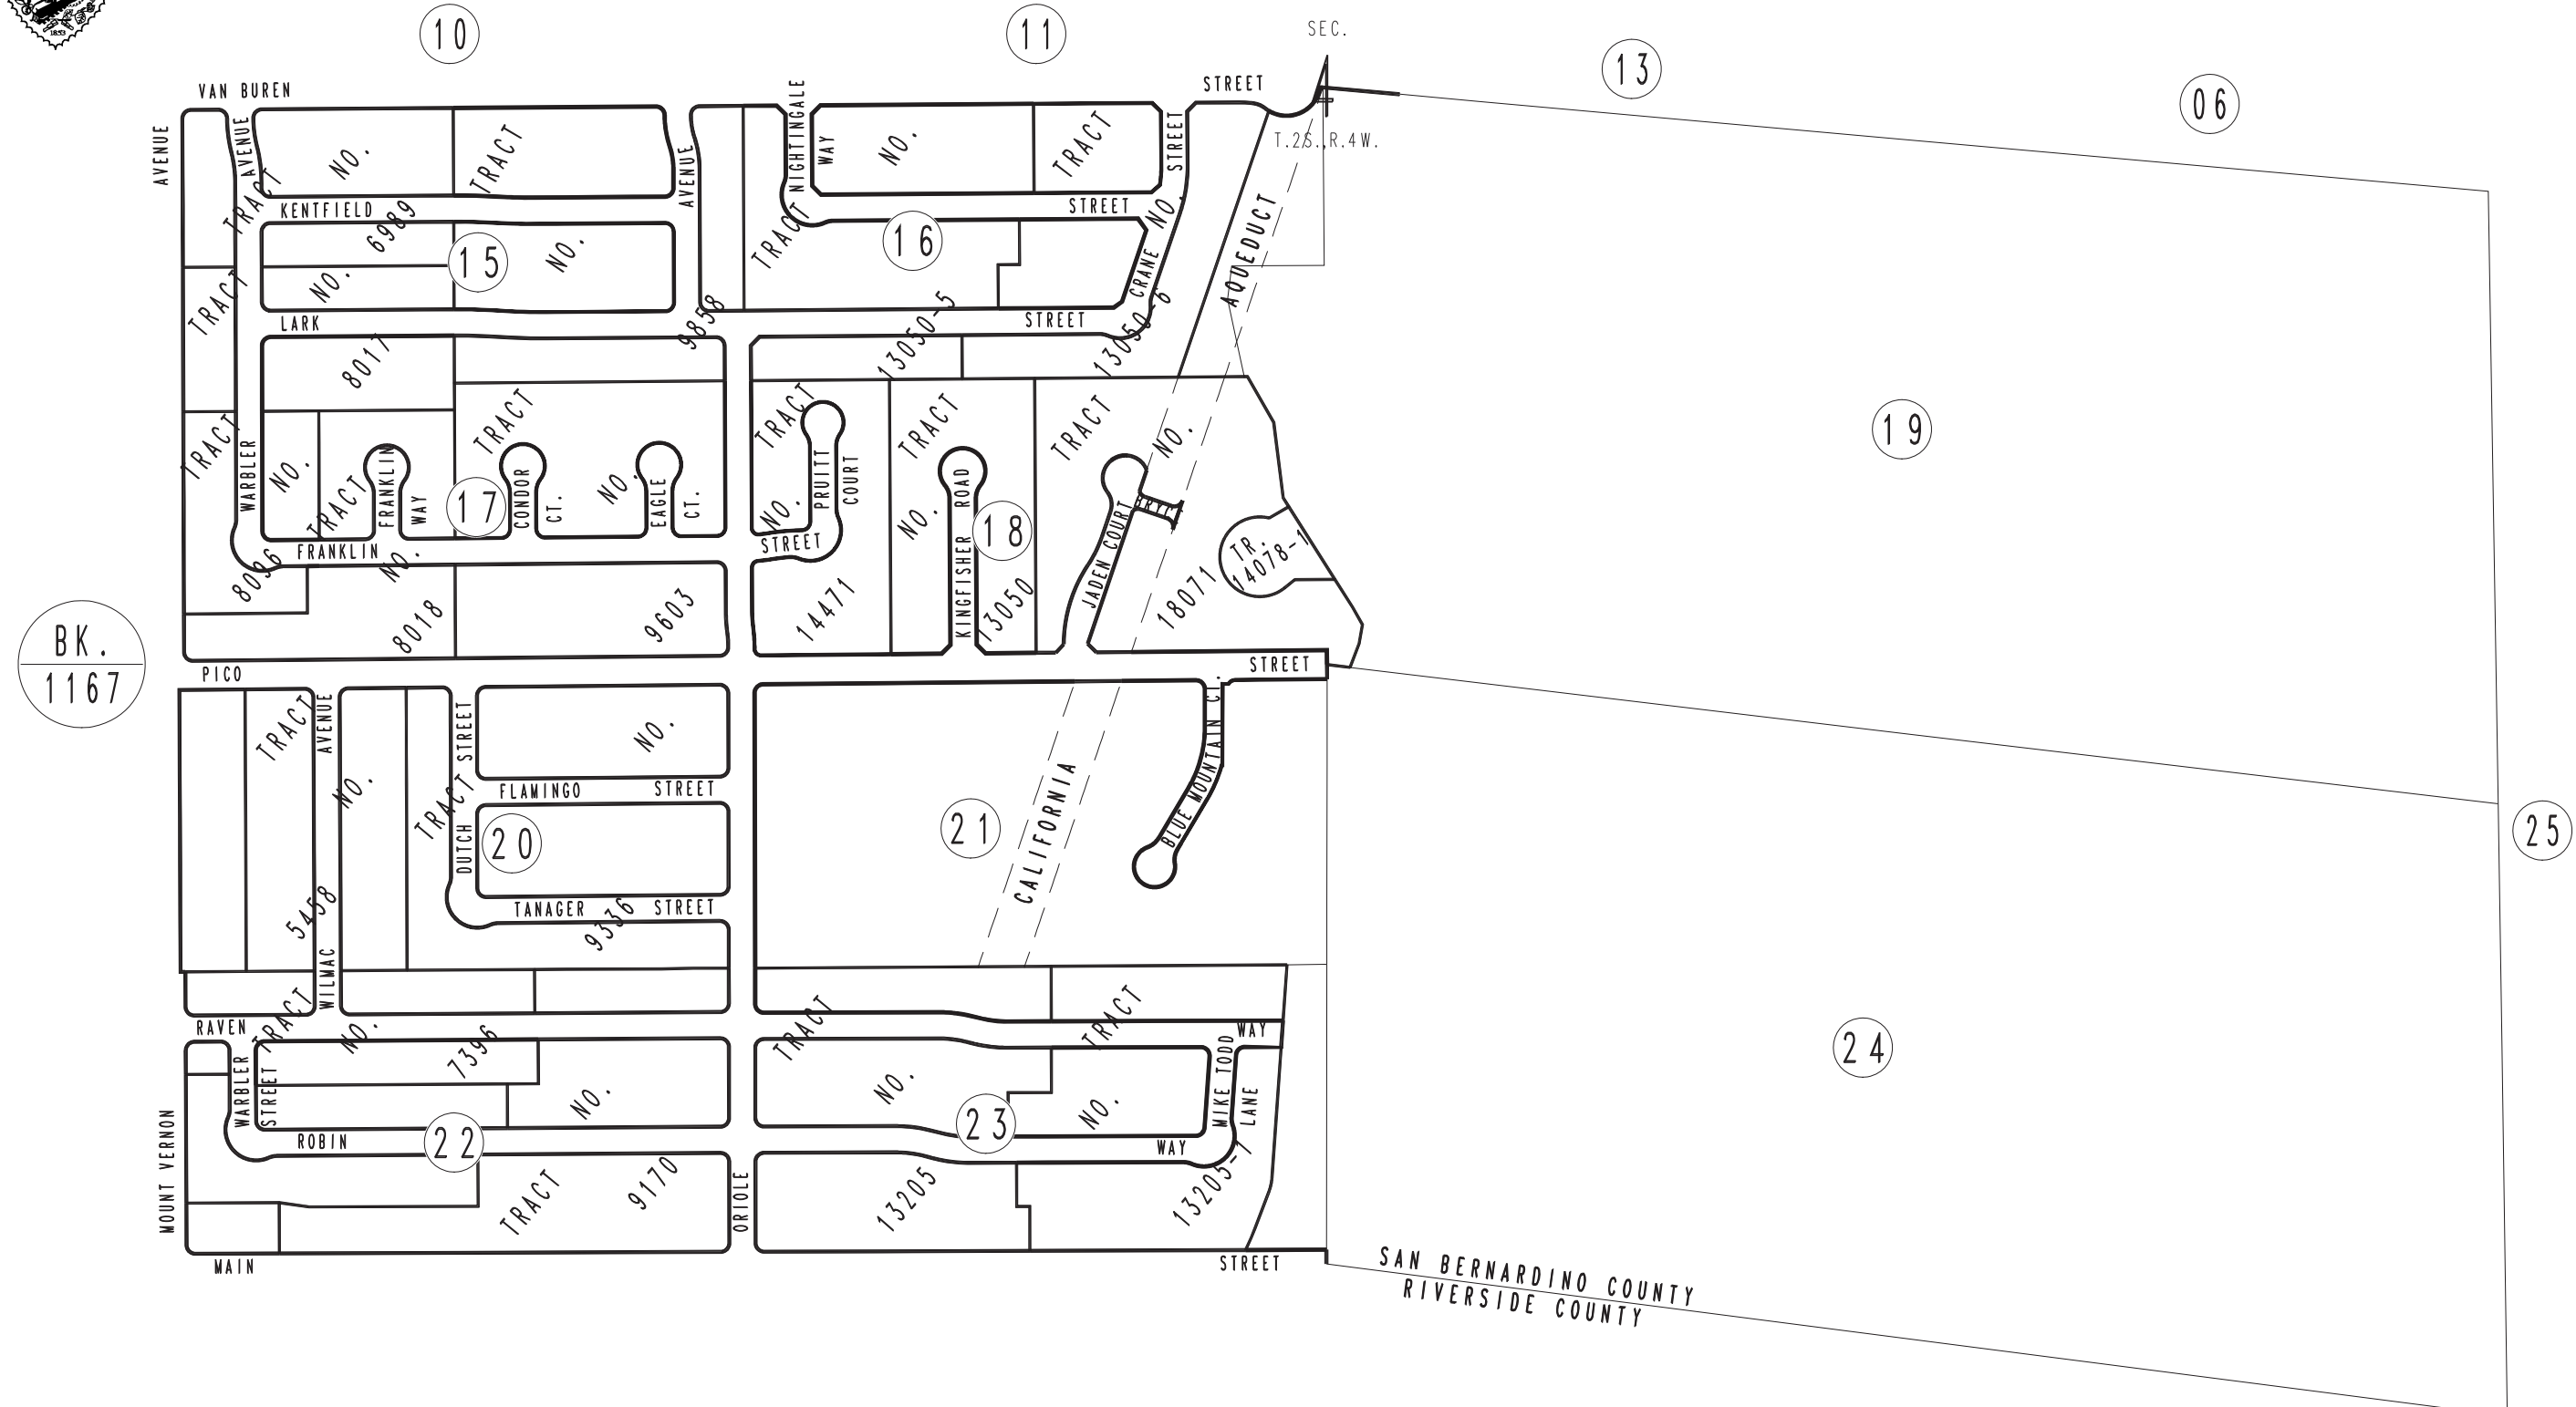 1853
10
11
SEC.
13
06
VAN BUREN
STREET
AVENUE
AVENUE
AVENUE
NIGHTINGALE
WAY
STREET
T.2S.,R.4W.
TRACT
NO.
TRACT
NO.
TRACT
KENTFIELD
6989
STREET
CRANE
NO.
15
NO.
TRACT
16
AQUEDUCT
TRACT
NO.
LARK
9858
STREET
13050-5
13050-6
8017
19
TRACT
NO.
TRACT
TRACT
TRACT
TRACT
NO.
WARBLER
TRACT
FRANKLIN
WAY
17
CONDOR
CT.
NO.
EAGLE
CT.
NO.
PRUITT
COURT
NO.
KINGFISHER ROAD
18
JADEN COURT
FRANKLIN
NO.
STREET
TR.
14078-1
8096
8018
9603
14471
13050
18071
BK.
1167
PICO
STREET
TRACT
AVENUE
NO.
WILMAC
5458
DUTCH STREET
TRACT
NO.
FLAMINGO STREET
20
TANAGER STREET
9336
21
CALIFORNIA
BLUE MOUNTAIN CT.
25
RAVEN
WAY
TRACT
NO.
7396
TRACT
TRACT
24
MOUNT VERNON
WARBLER
STREET
NO.
NO.
NO.
MIKE TODD
LANE
ROBIN
22
23
WAY
TRACT
9170
ORIOLE
13205
13205-7
MAIN
STREET
SAN BERNARDINO COUNTY
RIVERSIDE COUNTY